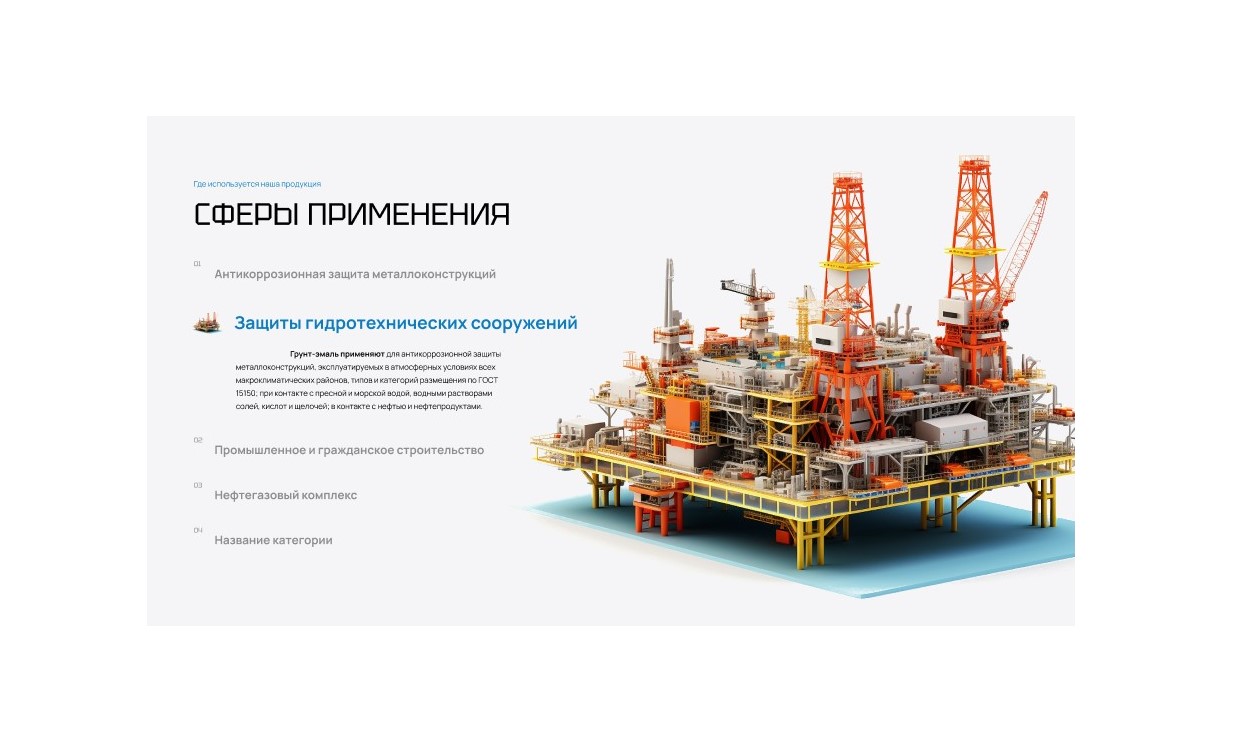 Где используется наша продукция
СФЕРЫ ПРИМЕНЕНИЯ
01
Антикоррозионная защита металлоконструкций
Защиты гидротехнических сооружений
Грунт-эмаль применяют для антикоррозионной защиты
металлоконструкций, эксплуатируемых в атмосферных условиях всех
макроклиматических районов, типов и категорий размещения по ГОСТ
15150; при контакте с пресной и морской водой, водными растворами
солей, кислот и щелочей; в контакте с нефтью и нефтепродуктами.
02
Промышленное и гражданское строительство
03
Нефтегазовый комплекс
04
Название категории